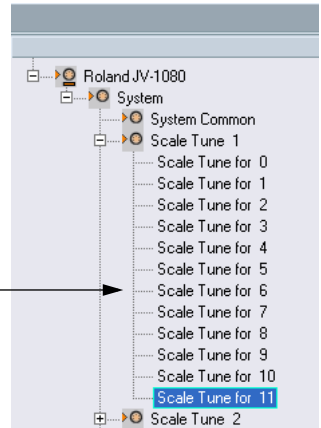 Roland JV-1080
System
System Common
Scale Tune 1
Scale Tune for 0
Scale Tune for 1
Scale Tune for 2
Scale Tune for 3
Scale Tune for 4
Scale Tune for 5
Scale Tune for 6
Scale Tune for 7
Scale Tune for 8
Scale Tune for 9
Scale Tune for 10
Scale Tune for 11
Scale Tune 2